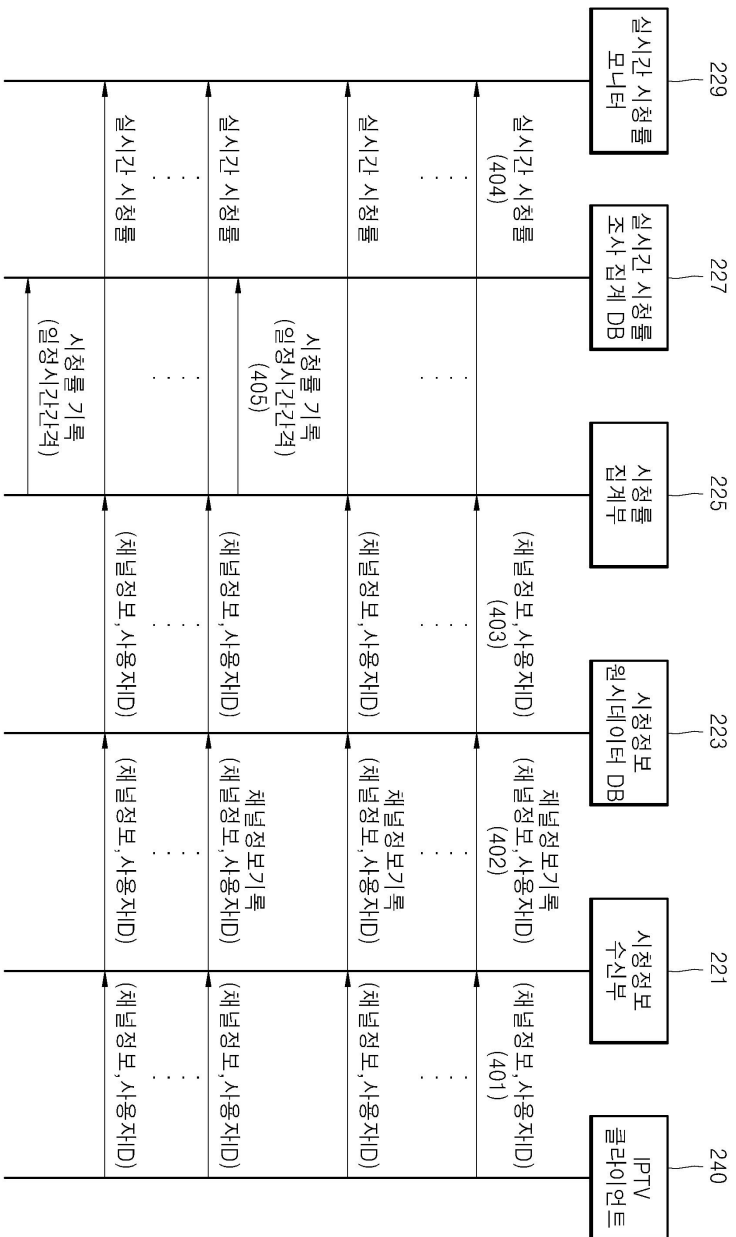 229
227
225
223
221
240
실시간 시청률
모니터
실시간 시청률
조사 집계 DB
시청률
집계부
시청정보
원시데이터 DB
시청정보
수신부
IPTV
클라이언트
실시간 시청률
(404)
(채널정보,사용자ID)
(403)
채널정보기록
(채널정보,사용자ID)
(402)
(채널정보,사용자ID)
(401)
실시간 시청률
(채널정보,사용자ID)
채널정보기록
(채널정보,사용자ID)
(채널정보,사용자ID)
시청률 기록
(일정시간간격)
(405)
실시간 시청률
(채널정보,사용자ID)
채널정보기록
(채널정보,사용자ID)
(채널정보,사용자ID)
실시간 시청률
(채널정보,사용자ID)
(채널정보,사용자ID)
(채널정보,사용자ID)
시청률 기록
(일정시간간격)